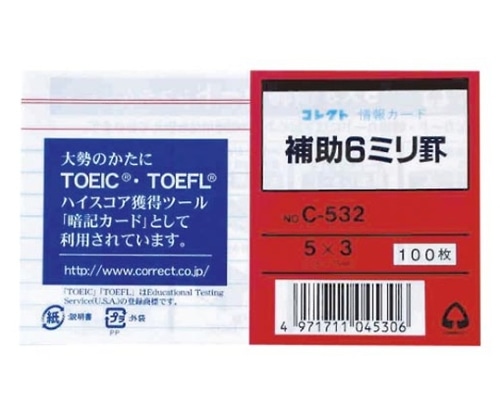 大勢のかたに
TOEIC®・TOEFL®
ハイスコア獲得ツール
「暗記カード」として
利用されています。
http://www.correct.co.jp/
「TOEIC」「TOEFL」はEducational Testing
Service(U.S.A.)の登録商標です。
紙 :説明書 プラ :外袋
PP
コレクト 情報カード
補助6ミリ罫
NO C-532
5×3 100枚
4 971711 045306